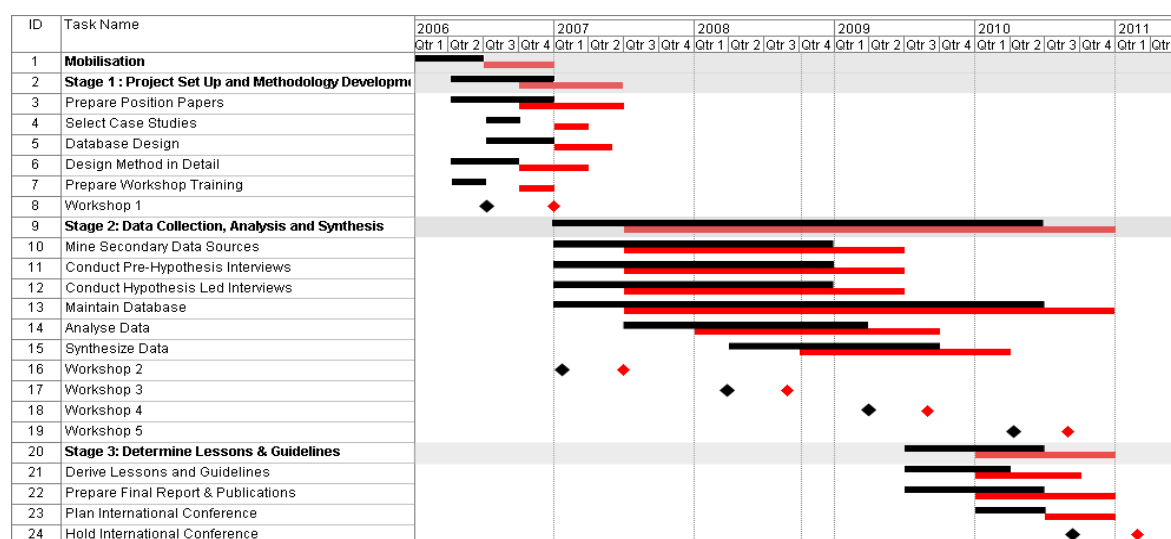 ID Task Name 2006 2007 2008 2009 2010 2011
Qtr 1 Qtr 2 Qtr 3 Qtr 4 Qtr 1 Qtr 2 Qtr 3 Qtr 4 Qtr 1 Qtr 2 Qtr 3 Qtr 4 Qtr 1 Qtr 2 Qtr 3 Qtr 4 Qtr 1 Qtr 2 Qtr 3 Qtr 4 Qtr 1 Qtr
1 Mobilisation
2 Stage 1 : Project Set Up and Methodology Developm
3 Prepare Position Papers
4 Select Case Studies
5 Database Design
6 Design Method in Detail
7 Prepare Workshop Training
8 Workshop 1
9 Stage 2: Data Collection, Analysis and Synthesis
10 Mine Secondary Data Sources
11 Conduct Pre-Hypothesis Interviews
12 Conduct Hypothesis Led Interviews
13 Maintain Database
14 Analyse Data
15 Synthesize Data
16 Workshop 2
17 Workshop 3
18 Workshop 4
19 Workshop 5
20 Stage 3: Determine Lessons & Guidelines
21 Derive Lessons and Guidelines
22 Prepare Final Report & Publications
23 Plan International Conference
24 Hold International Conference